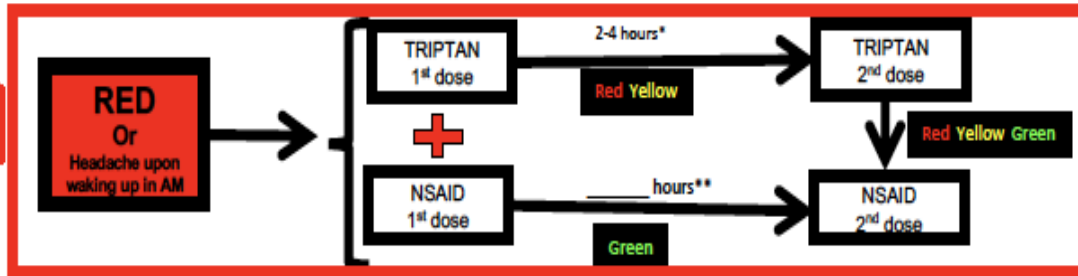 RED
Or
Headache upon
waking up in AM
TRIPTAN
1st dose
2-4 hours*
Red Yellow
TRIPTAN
2nd dose
Red Yellow Green
NSAID
1st dose
______ hours**
Green
NSAID
2nd dose